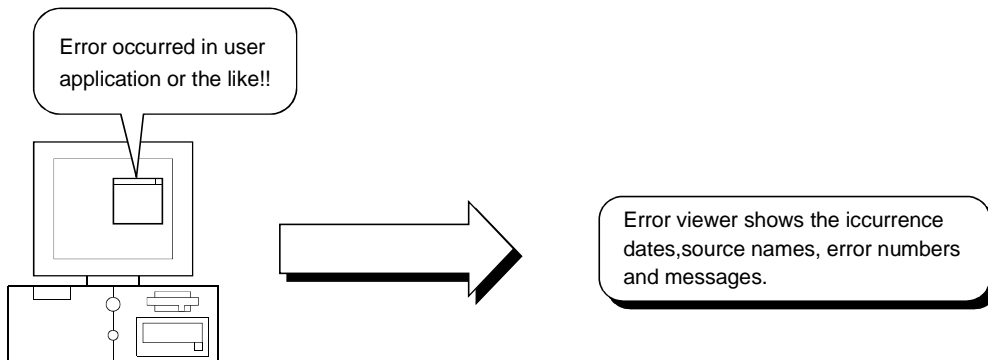 Error occurred in user
application or the like!!
Error viewer shows the iccurrence
dates,source names, error numbers
and messages.